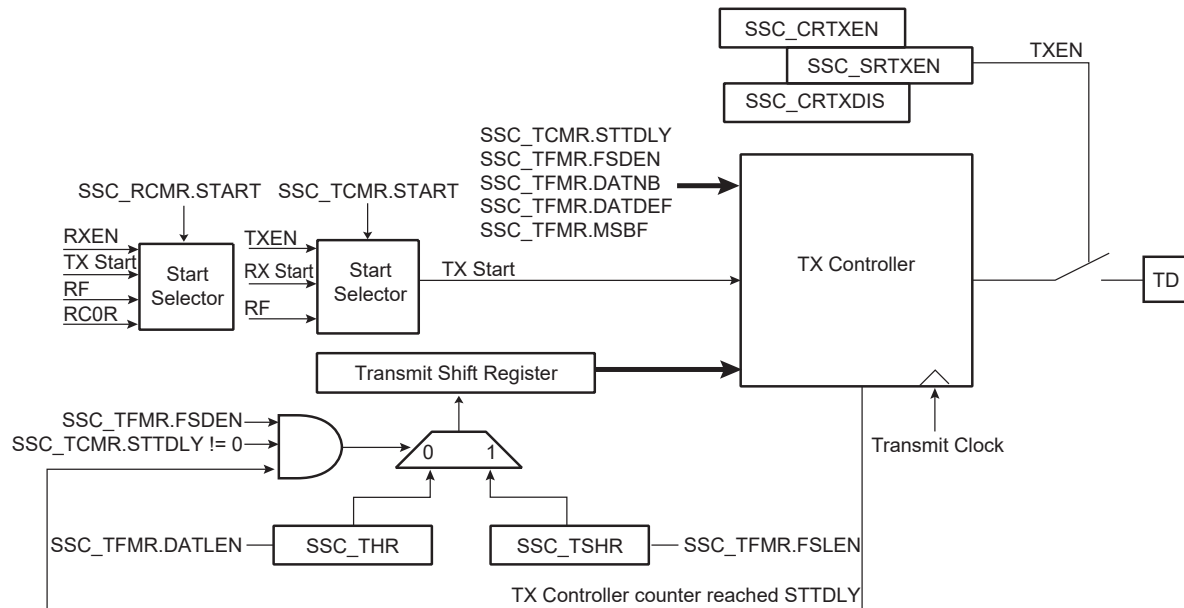 SSC_CRTXEN
TXEN
SSC_SRTXEN
SSC_CRTXDIS
SSC_TCMR.STTDLY
SSC_TFMR.FSDEN
SSC_TFMR.DATNB
SSC_TFMR.DATDEF
SSC_TFMR.MSBF
SSC_RCMR.START
SSC_TCMR.START
RXEN
TX Start
RF
RC0R
Start
Selector
TXEN
RX Start
RF
Start
Selector
TX Start
TX Controller
TD
Transmit Shift Register
Transmit Clock
SSC_TFMR.FSDEN
SSC_TCMR.STTDLY != 0
0
1
SSC_TFMR.DATLEN
SSC_THR
SSC_TSHR
SSC_TFMR.FSLEN
TX Controller counter reached STTDLY